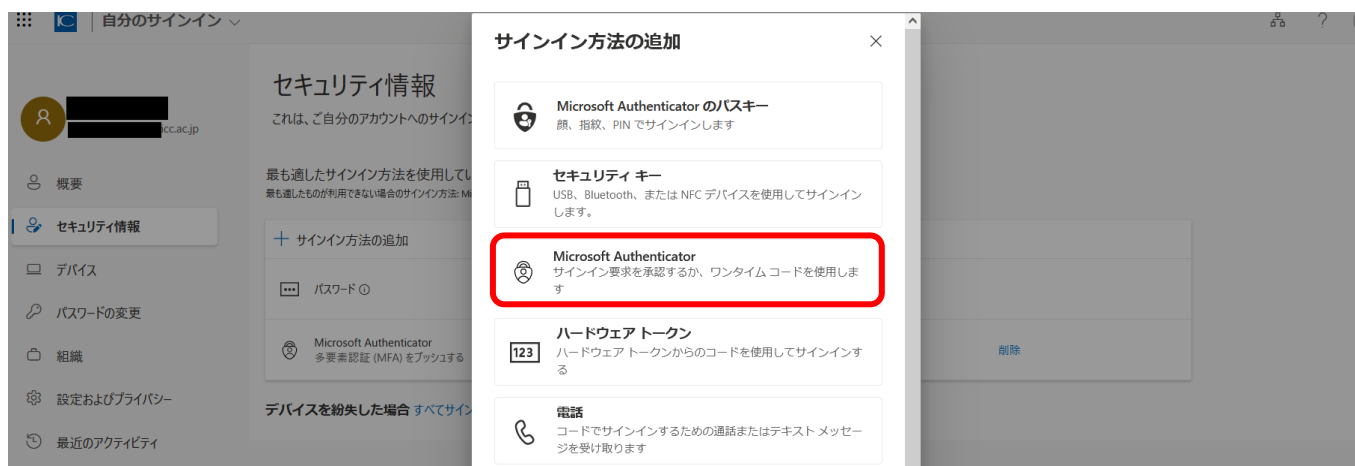 自分のサインイン
?
サインイン方法の追加
セキュリティ情報
これは、ご自分のアカウントへのサインイン
icc.ac.jp
最も適したサインイン方法を使用してい
最も適したものが利用できない場合のサインイン方法: Mi
概要
セキュリティ情報
デバイス
パスワードの変更
組織
設定およびプライバシー
最近のアクティビティ
+ サインイン方法の追加
パスワード
Microsoft Authenticator
多要素認証 (MFA) をプッシュする
削除
デバイスを紛失した場合 すべてサイン
Microsoft Authenticator のパスキー
顔、指紋、PIN でサインインします
セキュリティ キー
USB、Bluetooth、または NFC デバイスを使用してサインイン
します。
Microsoft Authenticator
サインイン要求を承認するか、ワンタイム コードを使用しま
す
123
ハードウェア トークン
ハードウェア トークンからのコードを使用してサインインす
る
電話
コードでサインインするための通話またはテキスト メッセー
ジを受け取ります